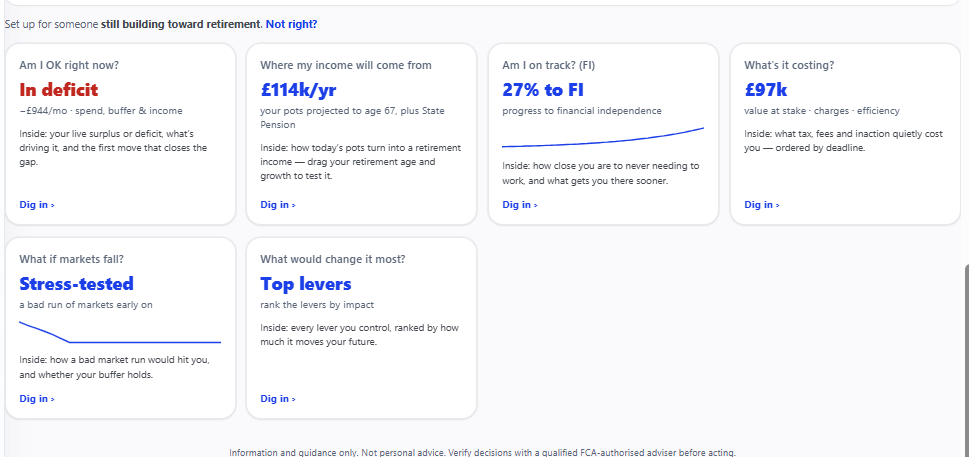 Set up for someone still building toward retirement. Not right?
Am I OK right now?
In deficit
−£944/mo · spend, buffer & income
Inside: your live surplus or deficit, what's
driving it, and the first move that closes the
gap.
Dig in ›
Where my income will come from
£114k/yr
your pots projected to age 67, plus State
Pension
Inside: how today's pots turn into a retirement
income — drag your retirement age and
growth to test it.
Dig in ›
Am I on track? (FI)
27% to FI
progress to financial independence
Inside: how close you are to never needing to
work, and what gets you there sooner.
Dig in ›
What's it costing?
£97k
value at stake · charges · efficiency
Inside: what tax, fees and inaction quietly cost
you — ordered by deadline.
Dig in ›
What if markets fall?
Stress-tested
a bad run of markets early on
Inside: how a bad market run would hit you,
and whether your buffer holds.
Dig in ›
What would change it most?
Top levers
rank the levers by impact
Inside: every lever you control, ranked by how
much it moves your future.
Dig in ›
Information and guidance only. Not personal advice. Verify decisions with a qualified FCA-authorised adviser before acting.